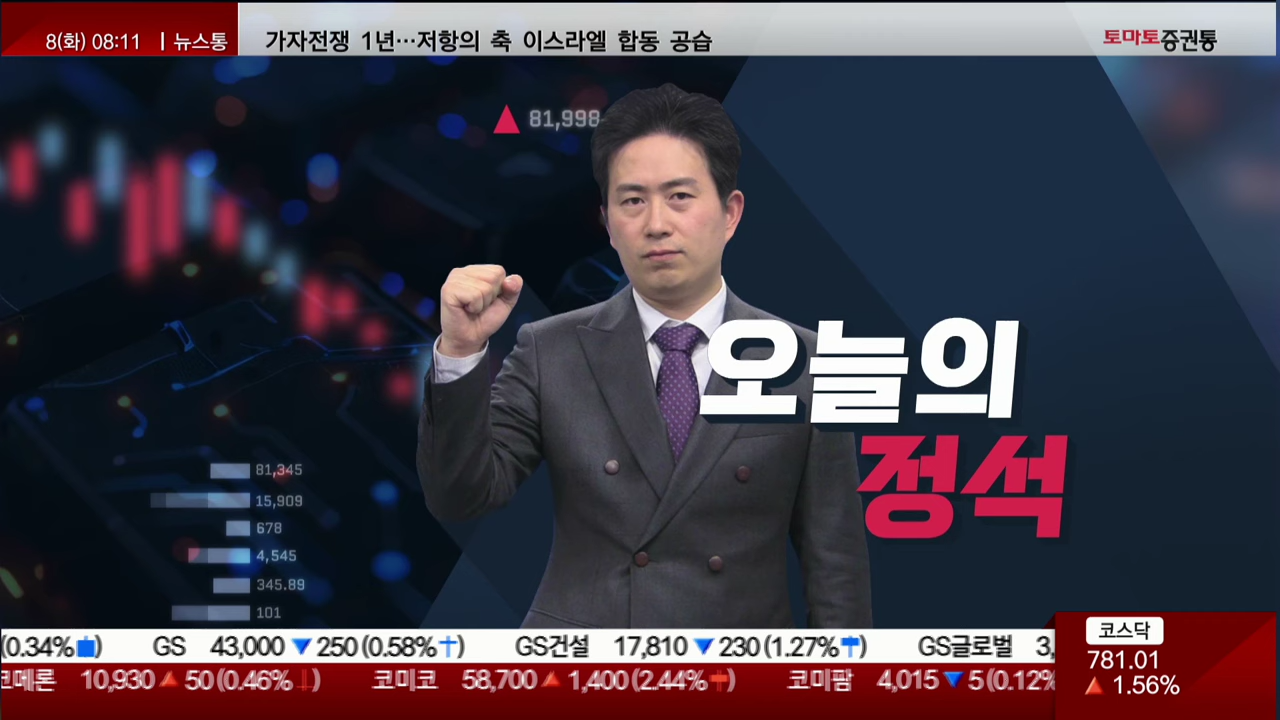 8(화) 08:11 | 뉴스통
가자전쟁 1년…저항의 축 이스라엘 합동 공습
토마토증권통
▲ 81,998
오늘의
정석
81,345
15,909
678
4,545
345.89
101
(0.34%) GS 43,000 ▼ 250 (0.58%) GS건설 17,810 ▼ 230 (1.27%) GS글로벌 3,
코메론 10,930 ▲ 50 (0.46%) 코미코 58,700 ▲ 1,400 (2.44%) 코미팜 4,015 ▼ 5 (0.12%
코스닥
781.01
▲ 1.56%